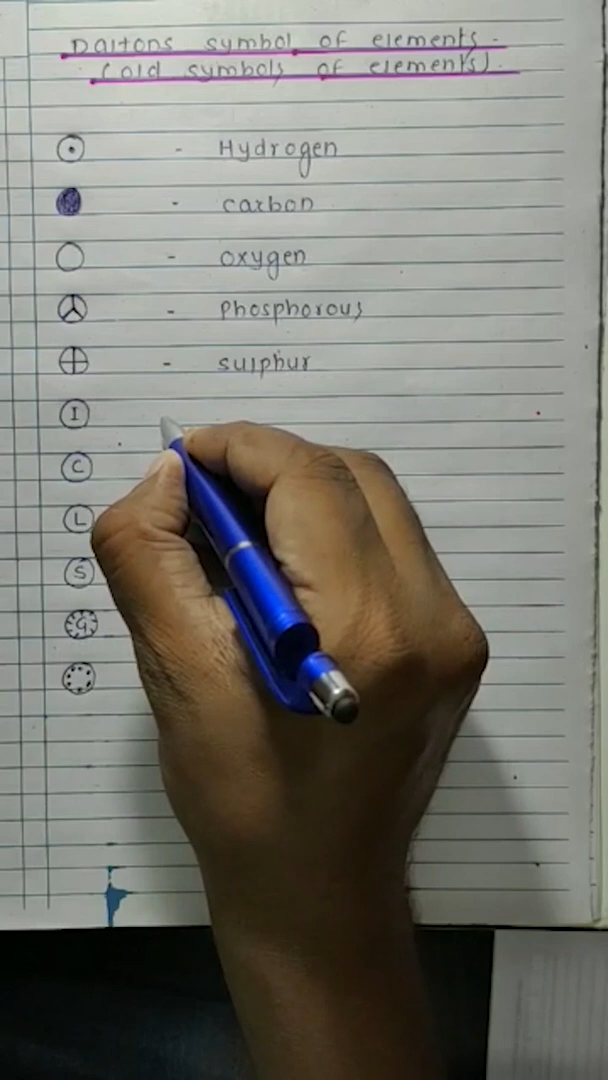 Daltons symbol of elements -
(old symbols of elements).
- Hydrogen
- carbon
- oxygen
- Phosphorous
- sulphur
I
C
L
S
G